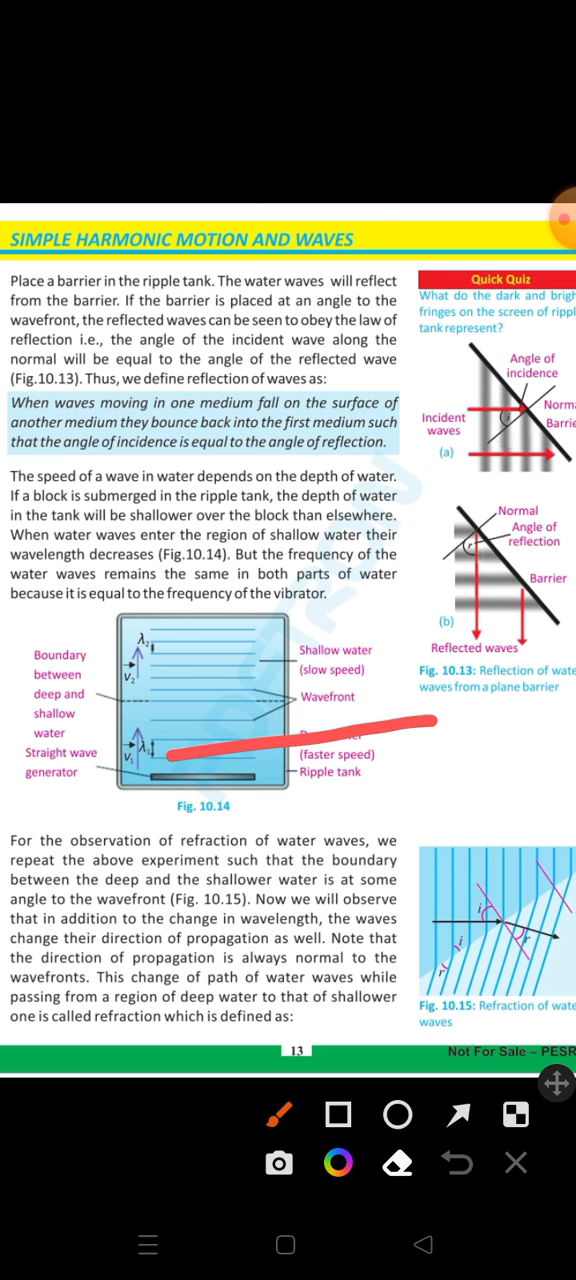 SIMPLE HARMONIC MOTION AND WAVES
Place a barrier in the ripple tank. The water waves will reflect
from the barrier. If the barrier is placed at an angle to the
wavefront, the reflected waves can be seen to obey the law of
reflection i.e., the angle of the incident wave along the
normal will be equal to the angle of the reflected wave
(Fig.10.13). Thus, we define reflection of waves as:
When waves moving in one medium fall on the surface of
another medium they bounce back into the first medium such
that the angle of incidence is equal to the angle of reflection.
The speed of a wave in water depends on the depth of water.
If a block is submerged in the ripple tank, the depth of water
in the tank will be shallower over the block than elsewhere.
When water waves enter the region of shallow water their
wavelength decreases (Fig.10.14). But the frequency of the
water waves remains the same in both parts of water
because it is equal to the frequency of the vibrator.
Boundary
between
deep and
shallow
water
Straight wave
generator
λ₂
v₂
λ₁
v₁
Shallow water
(slow speed)
Wavefront
(faster speed)
Ripple tank
Fig. 10.14
For the observation of refraction of water waves, we
repeat the above experiment such that the boundary
between the deep and the shallower water is at some
angle to the wavefront (Fig. 10.15). Now we will observe
that in addition to the change in wavelength, the waves
change their direction of propagation as well. Note that
the direction of propagation is always normal to the
wavefronts. This change of path of water waves while
passing from a region of deep water to that of shallower
one is called refraction which is defined as:
Quick Quiz
What do the dark and brigh
fringes on the screen of rippl
tank represent?
Angle of
incidence
Norma
Barrie
Incident
waves
i
(a)
Normal
Angle of
reflection
r
Barrier
(b)
Reflected waves
Fig. 10.13: Reflection of wate
waves from a plane barrier
i
r
i
r
Fig. 10.15: Refraction of wate
waves
13
Not For Sale – PESR